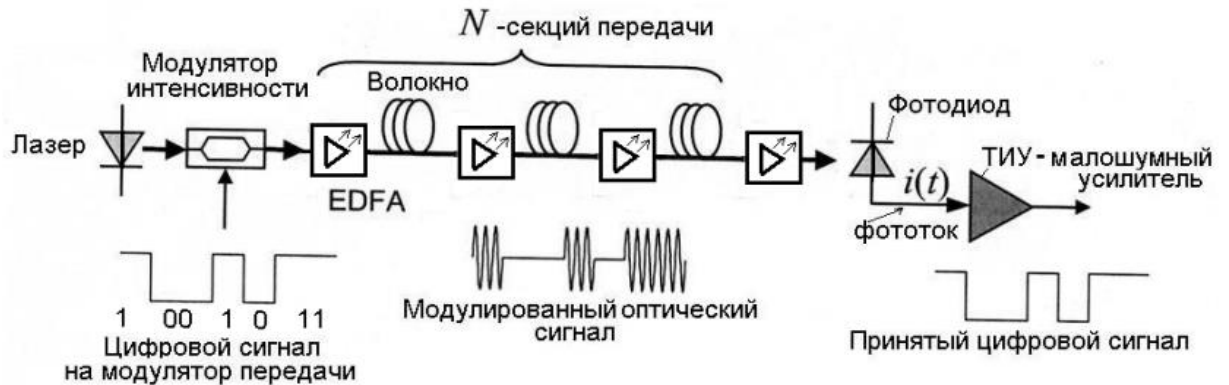 N -секций передачи
Модулятор
интенсивности
Волокно
Лазер
EDFA
Фотодиод
ТИУ - малошумный
усилитель
i(t)
фототок
1 00 1 0 11
Цифровой сигнал
на модулятор передачи
Модулированный оптический
сигнал
Принятый цифровой сигнал